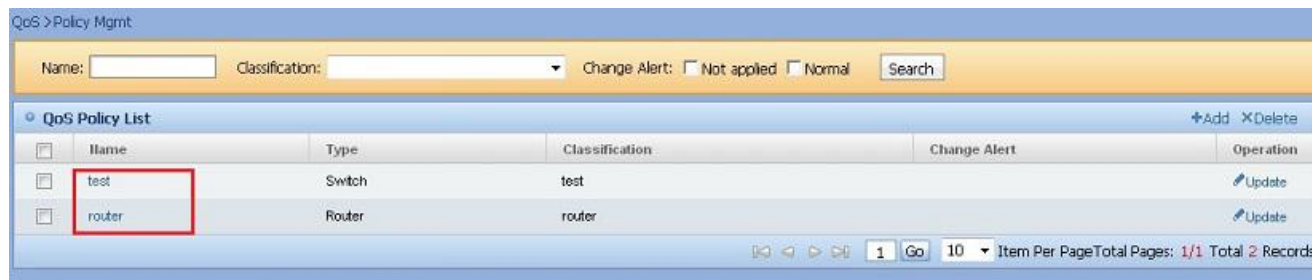 QoS >Policy Mgmt
Name: Classification: Change Alert: Not applied Normal Search
QoS Policy List +Add ×Delete
Name Type Classification Change Alert Operation
test Switch test Update
router Router router Update
1 Go 10 Item Per PageTotal Pages: 1/1 Total 2 Records